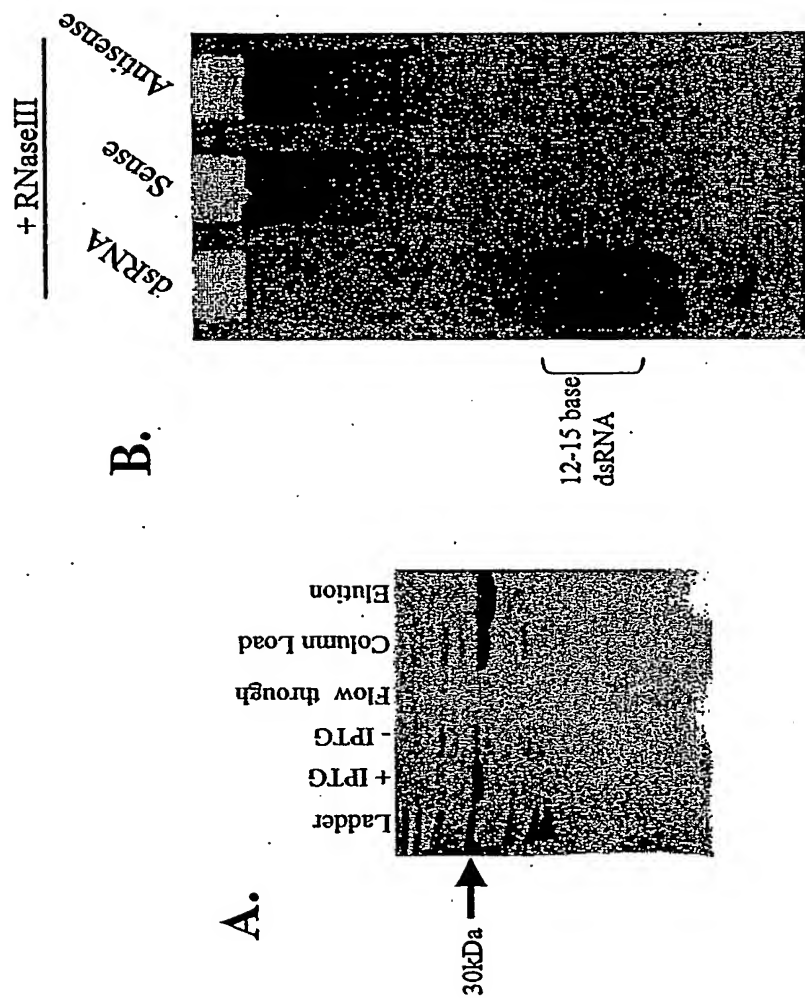 A.
Ladder
+ IPTG
- IPTG
Flow through
Column Load
Elution
30kDa
B.
+ RNaseIII
dsRNA
Sense
Antisense
12-15 base
dsRNA